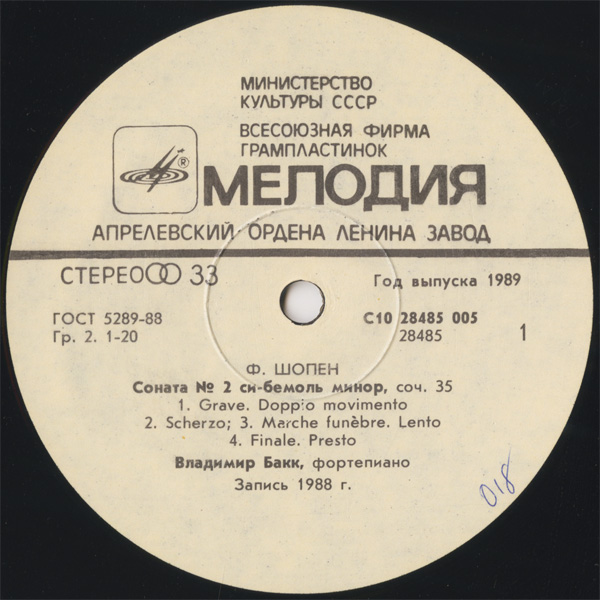 МИНИСТЕРСТВО
КУЛЬТУРЫ СССР
ВСЕСОЮЗНАЯ ФИРМА
ГРАМПЛАСТИНОК
®
МЕЛОДИЯ
АПРЕЛЕВСКИЙ ОРДЕНА ЛЕНИНА ЗАВОД
СТЕРЕО 33
Год выпуска 1989
ГОСТ 5289-88
Гр. 2. 1-20
С10 28485 005
28485
1
Ф. ШОПЕН
Соната № 2 си-бемоль минор, соч. 35
1. Grave. Doppio movimento
2. Scherzo; 3. Marche funèbre. Lento
4. Finale. Presto
Владимир Бакк, фортепиано
Запись 1988 г.
018